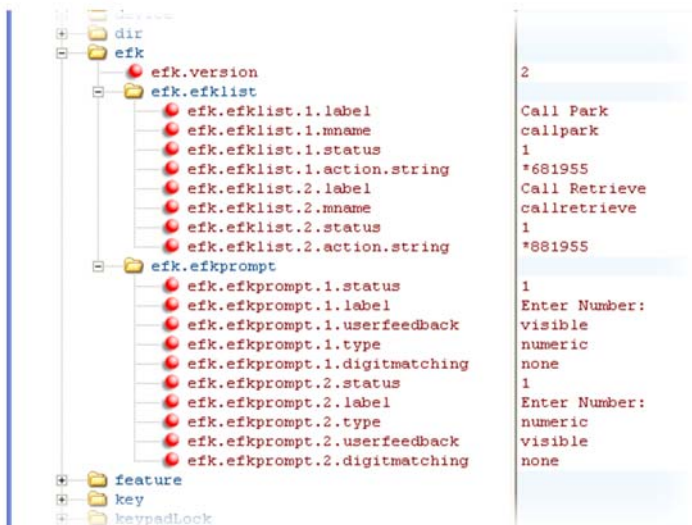 device
dir
efk
efk.version 2
efk.efklist
efk.efklist.1.label Call Park
efk.efklist.1.mname callpark
efk.efklist.1.status 1
efk.efklist.1.action.string *681955
efk.efklist.2.label Call Retrieve
efk.efklist.2.mname callretrieve
efk.efklist.2.status 1
efk.efklist.2.action.string *881955
efk.efkprompt
efk.efkprompt.1.status 1
efk.efkprompt.1.label Enter Number:
efk.efkprompt.1.userfeedback visible
efk.efkprompt.1.type numeric
efk.efkprompt.1.digitmatching none
efk.efkprompt.2.status 1
efk.efkprompt.2.label Enter Number:
efk.efkprompt.2.type numeric
efk.efkprompt.2.userfeedback visible
efk.efkprompt.2.digitmatching none
feature
key
keypadLock